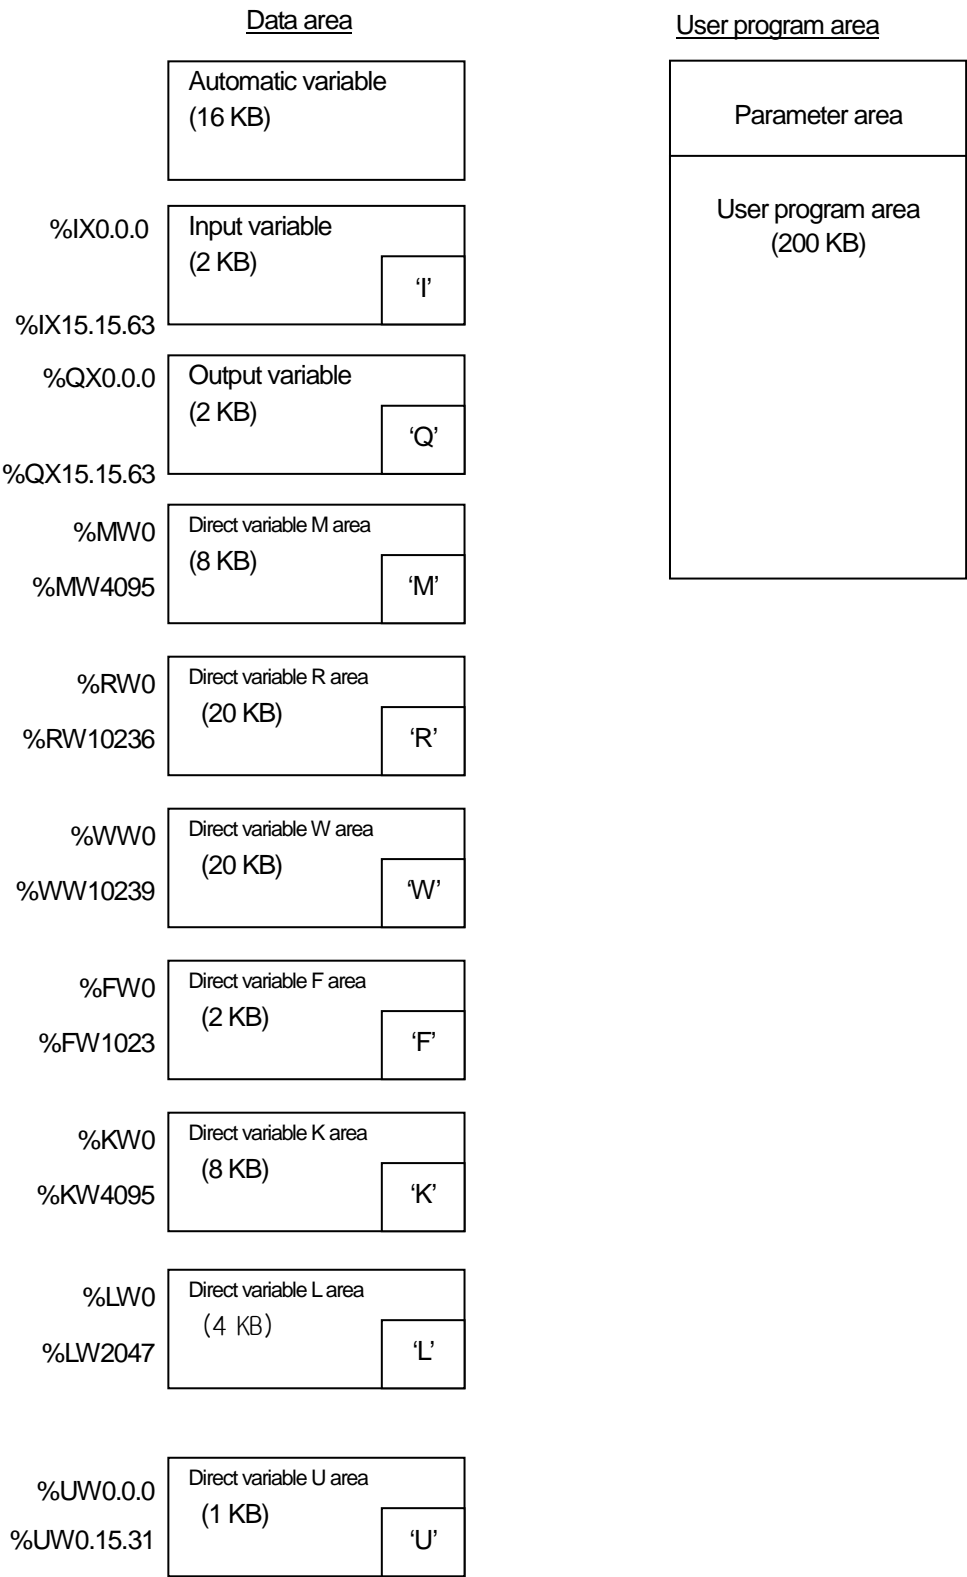 Data area
Automatic variable
(16 KB)
%IX0.0.0
Input variable
(2 KB)
‘I’
%IX15.15.63
%QX0.0.0
Output variable
(2 KB)
‘Q’
%QX15.15.63
%MW0
Direct variable M area
(8 KB)
%MW4095
‘M’
%RW0
Direct variable R area
(20 KB)
%RW10236
‘R’
%WW0
Direct variable W area
(20 KB)
%WW10239
‘W’
%FW0
Direct variable F area
(2 KB)
%FW1023
‘F’
%KW0
Direct variable K area
(8 KB)
%KW4095
‘K’
%LW0
Direct variable L area
(4 KB)
%LW2047
‘L’
%UW0.0.0
Direct variable U area
(1 KB)
%UW0.15.31
‘U’
User program area
Parameter area
User program area
(200 KB)